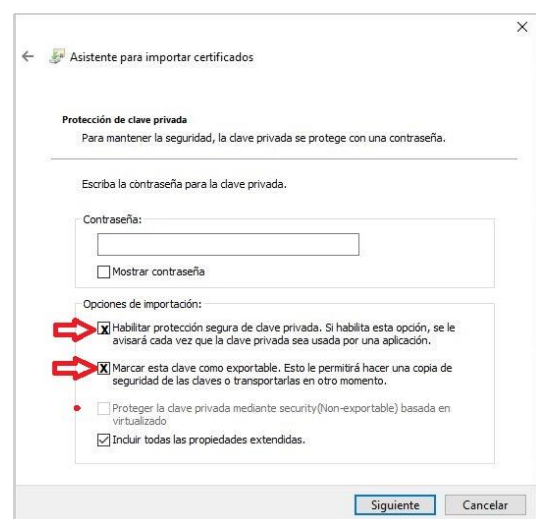 Asistente para importar certificados
Protección de clave privada
Para mantener la seguridad, la clave privada se protege con una contraseña.
Escriba la contraseña para la clave privada.
Contraseña:
Mostrar contraseña
Opciones de importación:
Habilitar protección segura de clave privada. Si habilita esta opción, se le
avisará cada vez que la clave privada sea usada por una aplicación.
Marcar esta clave como exportable. Esto le permitirá hacer una copia de
seguridad de las claves o transportarlas en otro momento.
Proteger la clave privada mediante security(Non-exportable) basada en
virtualizado
Incluir todas las propiedades extendidas.
Siguiente
Cancelar